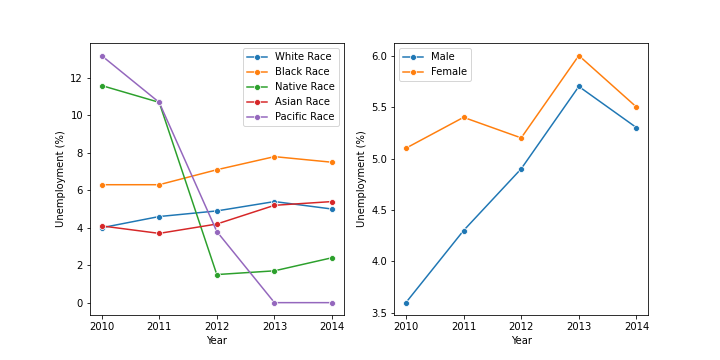 White Race
Black Race
Native Race
Asian Race
Pacific Race
Unemployment (%)
12
10
8
6
4
2
0
2010 2011 2012 2013 2014
Year
Male
Female
Unemployment (%)
6.0
5.5
5.0
4.5
4.0
3.5
2010 2011 2012 2013 2014
Year